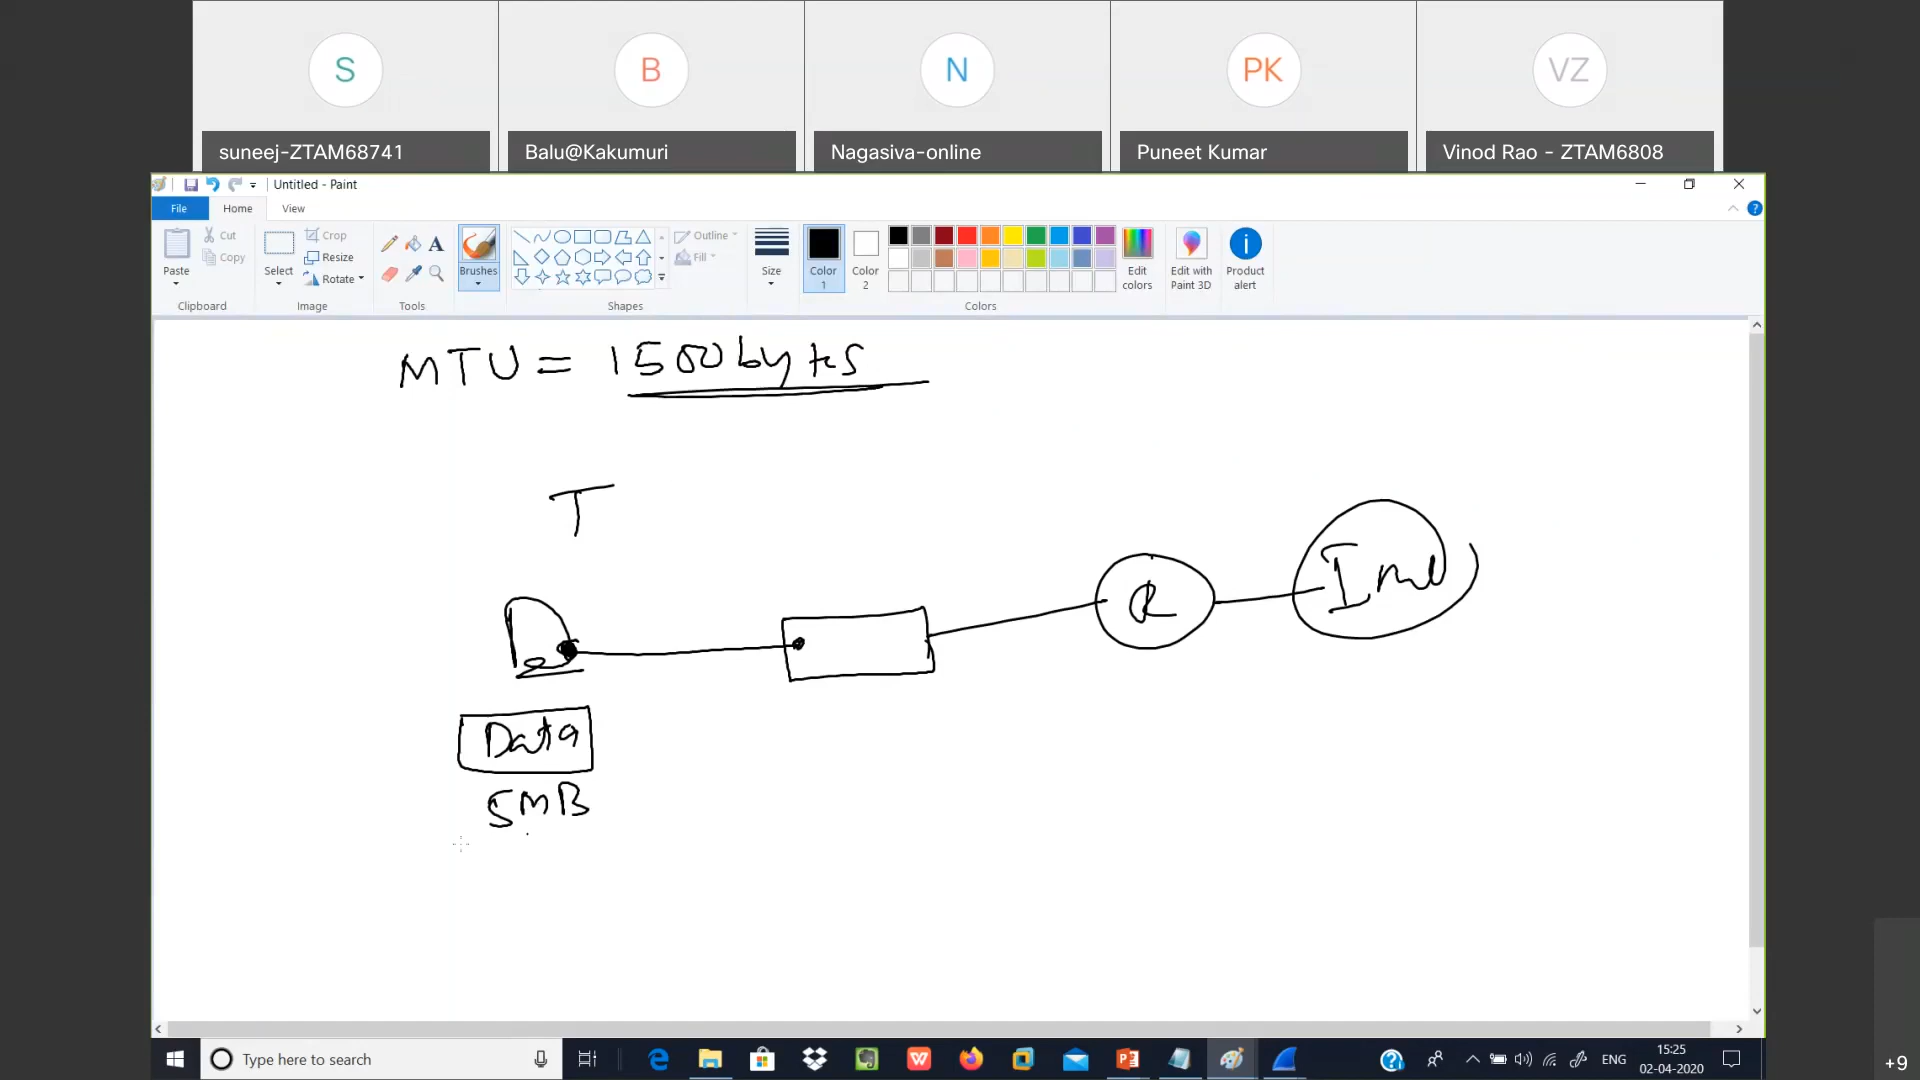 S
B
N
PK
VZ
suneej-ZTAM68741
Balu@Kakumuri
Nagasiva-online
Puneet Kumar
Vinod Rao - ZTAM6808
Untitled - Paint
File
Home
View
Paste
Cut
Copy
Clipboard
Select
Crop
Resize
Rotate
Image
A
Tools
Brushes
Outline
Fill
Shapes
Size
Color 1
Color 2
Edit colors
Colors
Edit with Paint 3D
Product alert
MTU = 1500 bytes
T
R
Data
5MB
Type here to search
ENG
15:25
02-04-2020
+9